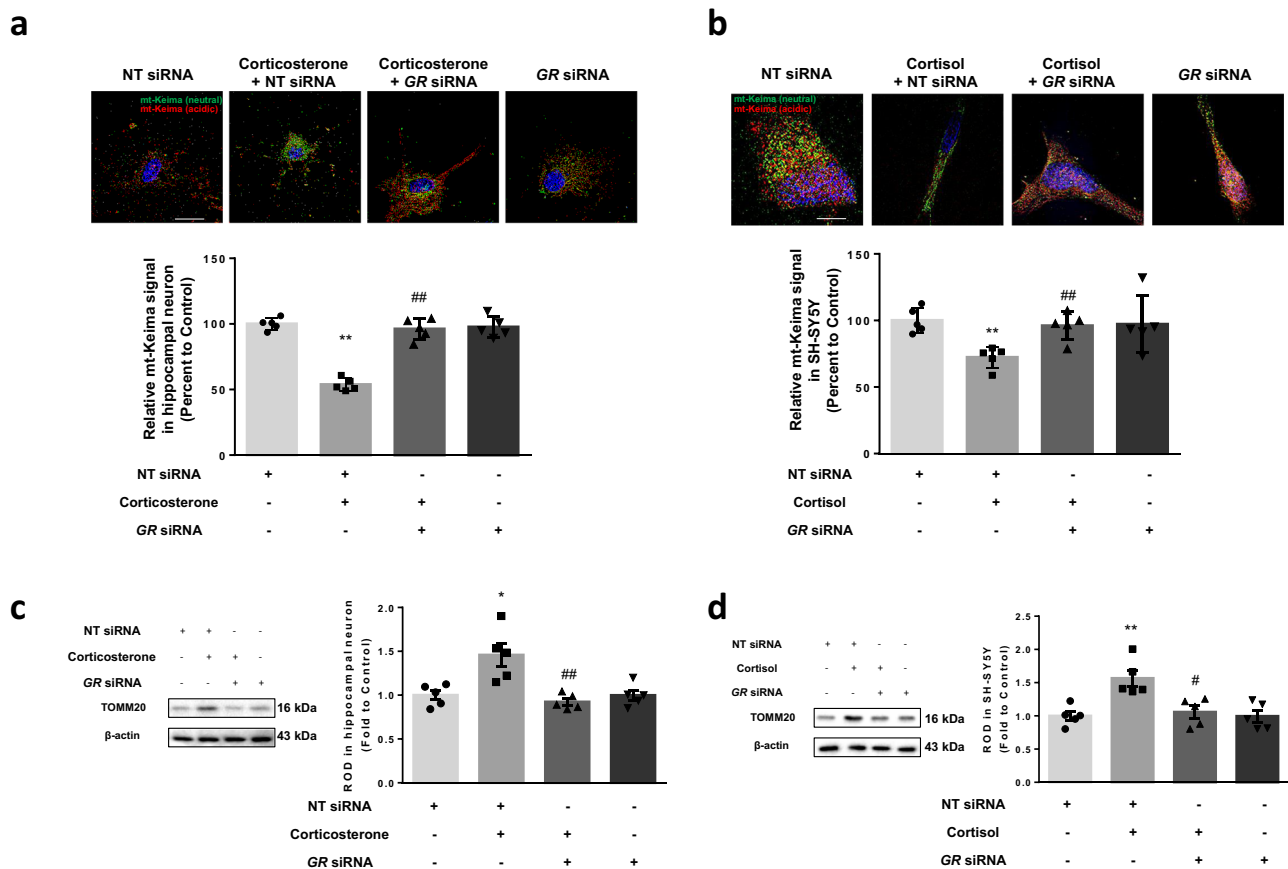 a
NT siRNA
Corticosterone
+ NT siRNA
Corticosterone
+ GR siRNA
GR siRNA
mt-Keima (neutral)
mt-Keima (acidic)
Relative mt-Keima signal
in hippocampal neuron
(Percent to Control)
150
100
50
0
**
##
NT siRNA + + - -
Corticosterone - + + -
GR siRNA - - + +
b
NT siRNA
Cortisol
+ NT siRNA
Cortisol
+ GR siRNA
GR siRNA
mt-Keima (neutral)
mt-Keima (acidic)
Relative mt-Keima signal
in SH-SY5Y
(Percent to Control)
150
100
50
0
**
##
NT siRNA + + - -
Cortisol - + + -
GR siRNA - - + +
c
NT siRNA + + - -
Corticosterone - + + -
GR siRNA - - + +
TOMM20 16 kDa
β-actin 43 kDa
ROD in hippocampal neuron
(Fold to Control)
2.0
1.5
1.0
0.5
0.0
*
##
NT siRNA + + - -
Corticosterone - + + -
GR siRNA - - + +
d
NT siRNA + + - -
Cortisol - + + -
GR siRNA - - + +
TOMM20 16 kDa
β-actin 43 kDa
ROD in SH-SY5Y
(Fold to Control)
2.5
2.0
1.5
1.0
0.5
0.0
**
#
NT siRNA + + - -
Cortisol - + + -
GR siRNA - - + +